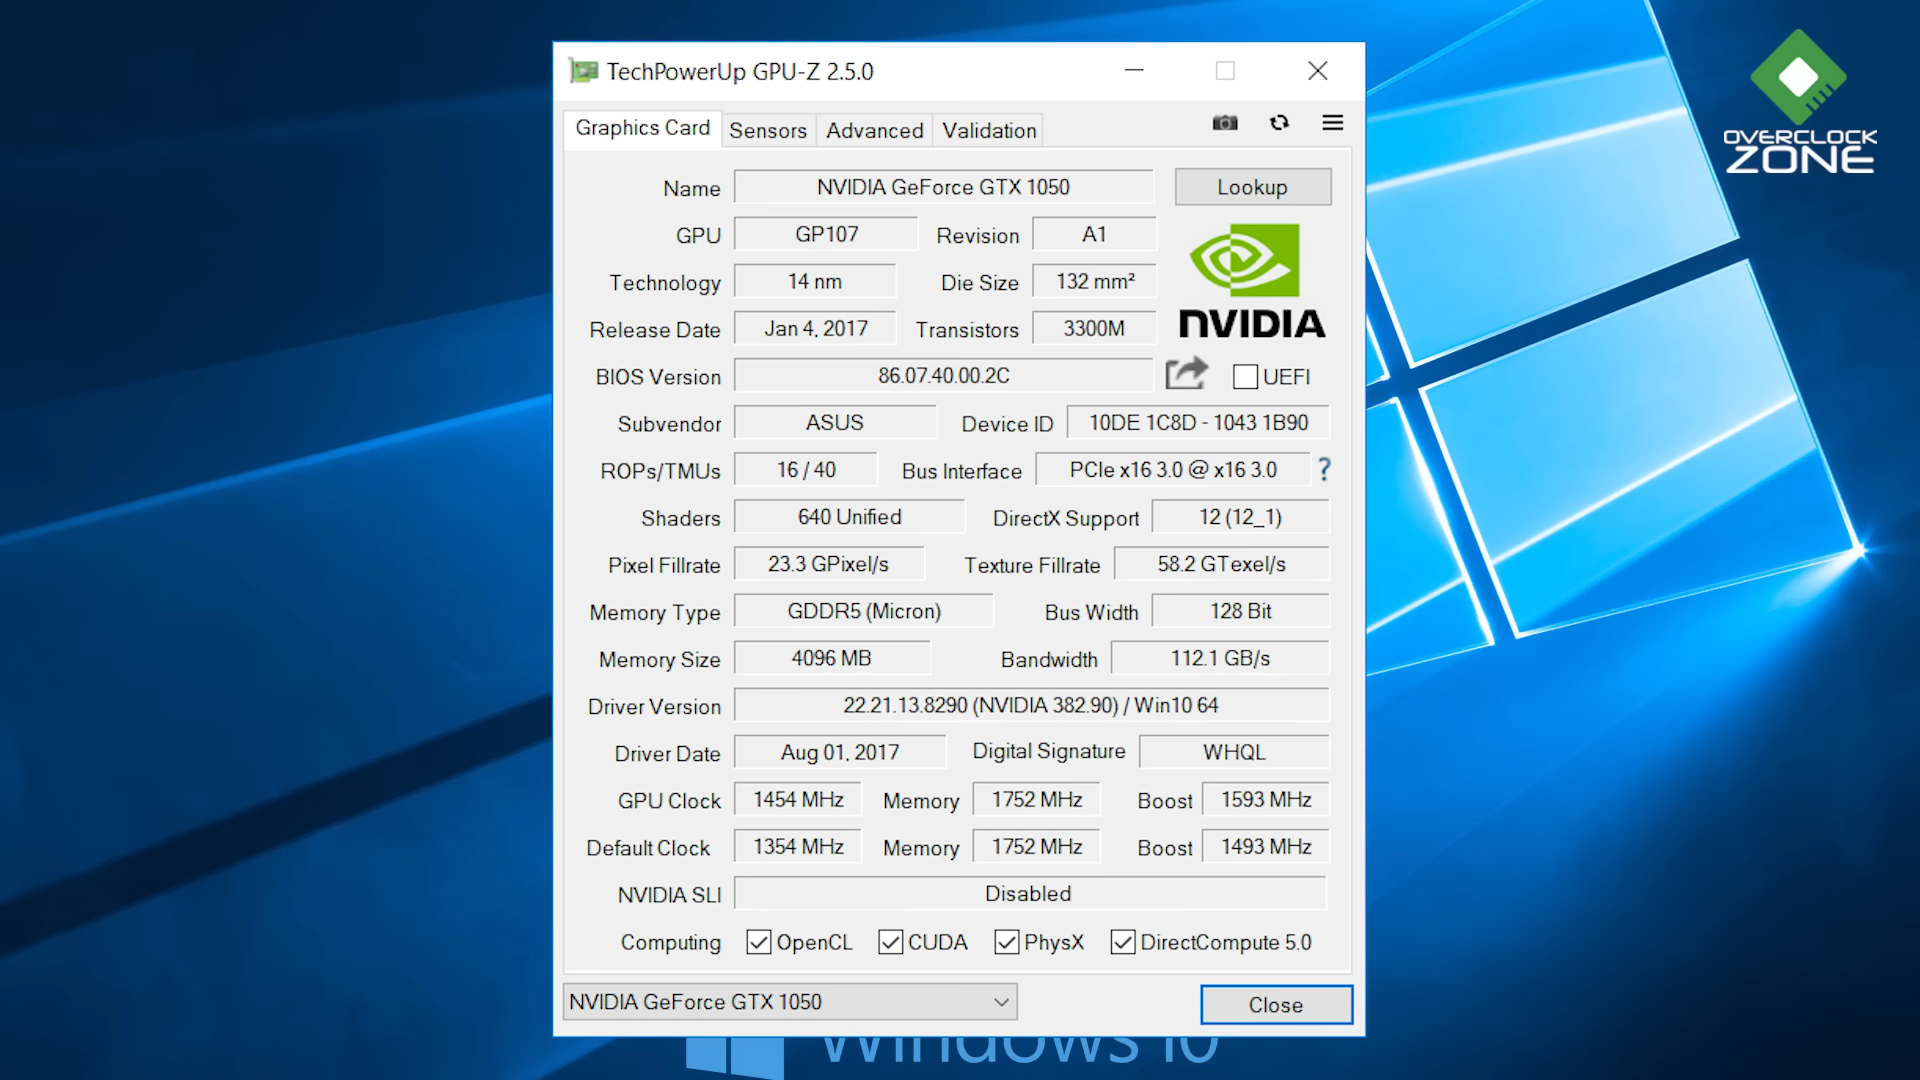 TechPowerUp GPU-Z 2.5.0
OVERCLOCK
ZONE
Graphics Card Sensors Advanced Validation
Name NVIDIA GeForce GTX 1050 Lookup
GPU GP107 Revision A1
Technology 14 nm Die Size 132 mm²
NVIDIA
Release Date Jan 4, 2017 Transistors 3300M
BIOS Version 86.07.40.00.2C UEFI
Subvendor ASUS Device ID 10DE 1C8D - 1043 1B90
ROPs/TMUs 16 / 40 Bus Interface PCIe x16 3.0 @ x16 3.0 ?
Shaders 640 Unified DirectX Support 12 (12_1)
Pixel Fillrate 23.3 GPixel/s Texture Fillrate 58.2 GTexel/s
Memory Type GDDR5 (Micron) Bus Width 128 Bit
Memory Size 4096 MB Bandwidth 112.1 GB/s
Driver Version 22.21.13.8290 (NVIDIA 382.90) / Win10 64
Driver Date Aug 01, 2017 Digital Signature WHQL
GPU Clock 1454 MHz Memory 1752 MHz Boost 1593 MHz
Default Clock 1354 MHz Memory 1752 MHz Boost 1493 MHz
NVIDIA SLI Disabled
Computing OpenCL CUDA PhysX DirectCompute 5.0
NVIDIA GeForce GTX 1050 Close
Windows 10